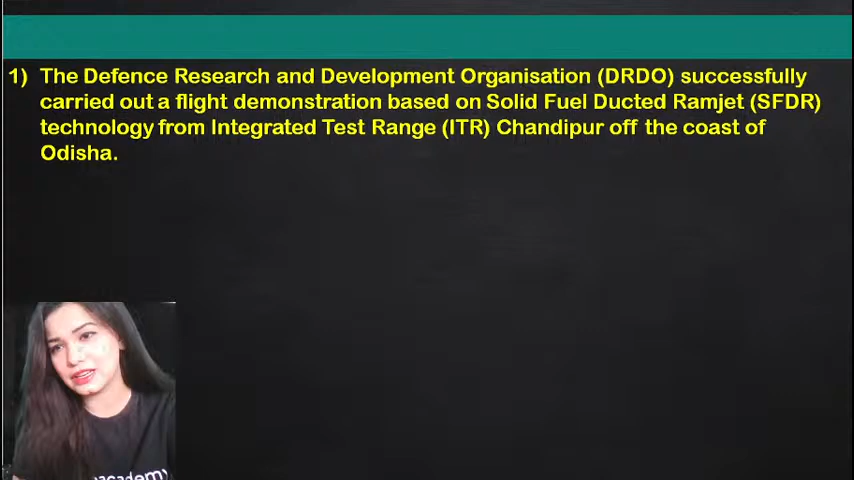 1) The Defence Research and Development Organisation (DRDO) successfully
carried out a flight demonstration based on Solid Fuel Ducted Ramjet (SFDR)
technology from Integrated Test Range (ITR) Chandipur off the coast of
Odisha.